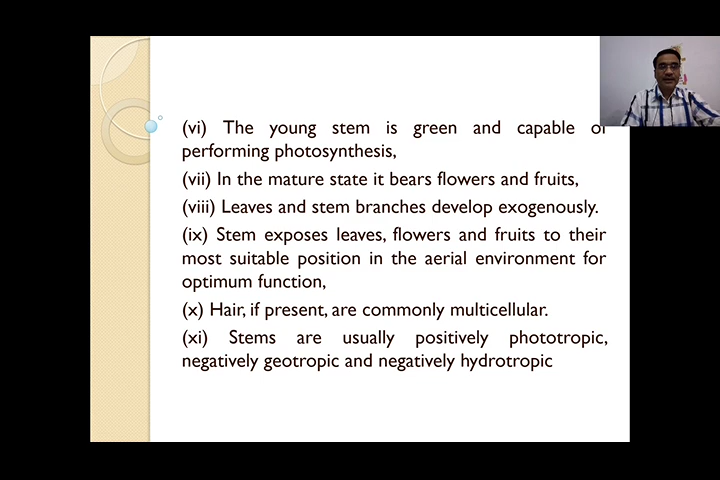 (vi) The young stem is green and capable of
performing photosynthesis,
(vii) In the mature state it bears flowers and fruits,
(viii) Leaves and stem branches develop exogenously.
(ix) Stem exposes leaves, flowers and fruits to their
most suitable position in the aerial environment for
optimum function,
(x) Hair, if present, are commonly multicellular.
(xi) Stems are usually positively phototropic,
negatively geotropic and negatively hydrotropic